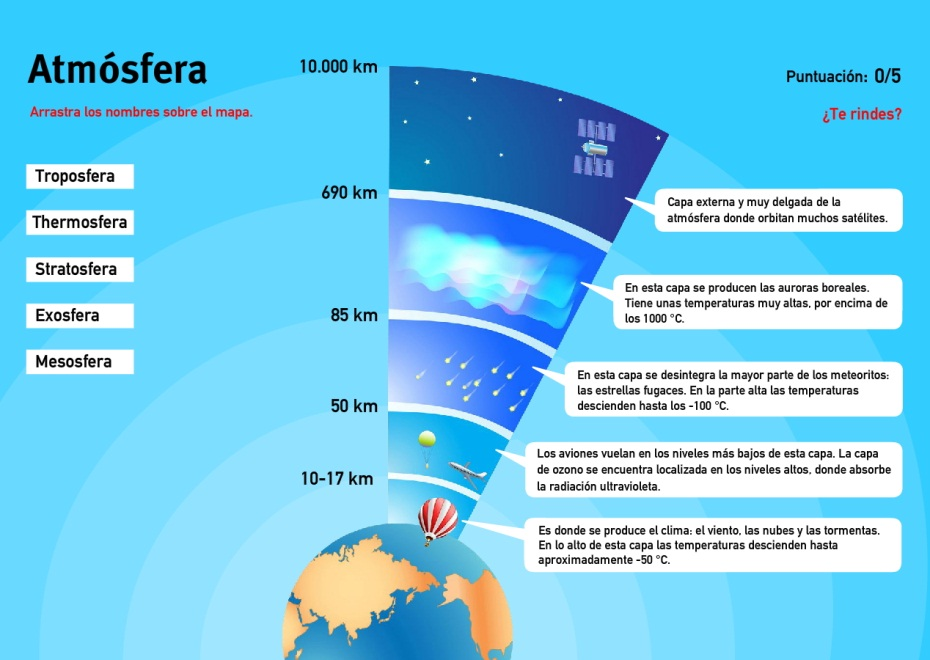 Atmósfera
Arrastra los nombres sobre el mapa.
Troposfera
Thermosfera
Stratosfera
Exosfera
Mesosfera
10.000 km
690 km
85 km
50 km
10-17 km
Puntuación: 0/5
¿Te rindes?
Capa externa y muy delgada de la
atmósfera donde orbitan muchos satélites.
En esta capa se producen las auroras boreales.
Tiene unas temperaturas muy altas, por encima de
los 1000 °C.
En esta capa se desintegra la mayor parte de los meteoritos:
las estrellas fugaces. En la parte alta las temperaturas
descienden hasta los -100 °C.
Los aviones vuelan en los niveles más bajos de esta capa. La capa
de ozono se encuentra localizada en los niveles altos, donde absorbe
la radiación ultravioleta.
Es donde se produce el clima: el viento, las nubes y las tormentas.
En lo alto de esta capa las temperaturas descienden hasta
aproximadamente -50 °C.